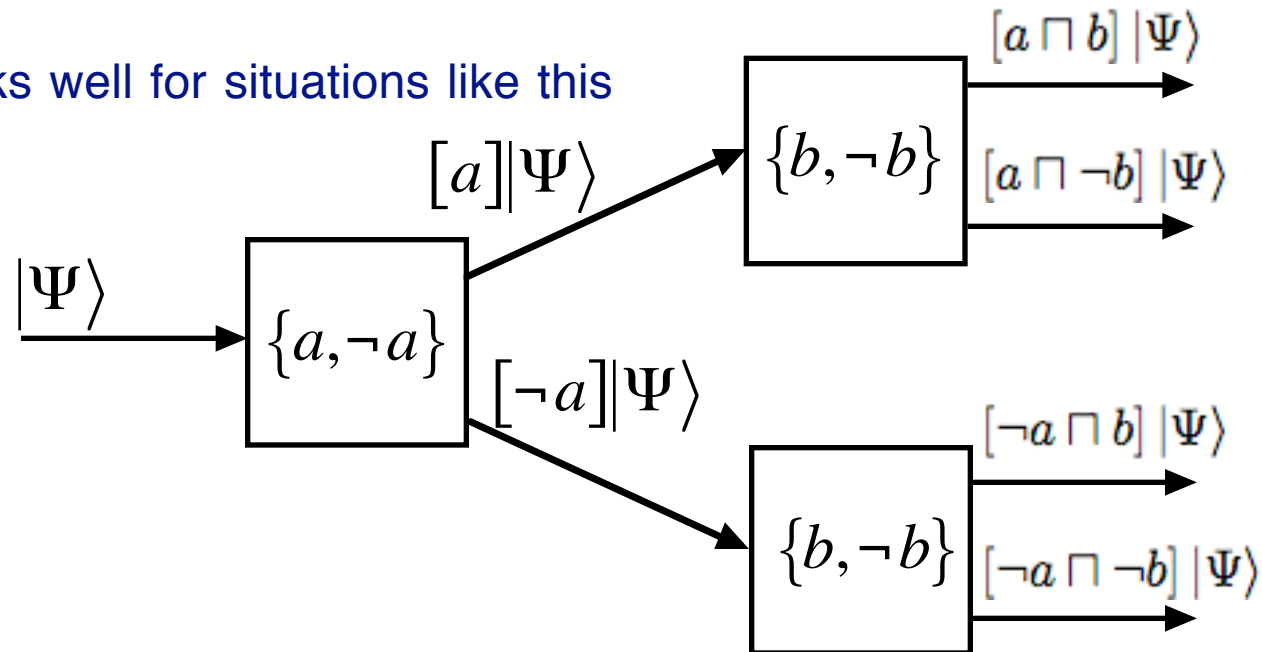 [a ⊓ b] |Ψ⟩
ks well for situations like this
[a]|Ψ⟩
{b,¬b}
[a ⊓ ¬b] |Ψ⟩
|Ψ⟩
{a,¬a}
[¬a]|Ψ⟩
[¬a ⊓ b] |Ψ⟩
{b,¬b}
[¬a ⊓ ¬b] |Ψ⟩